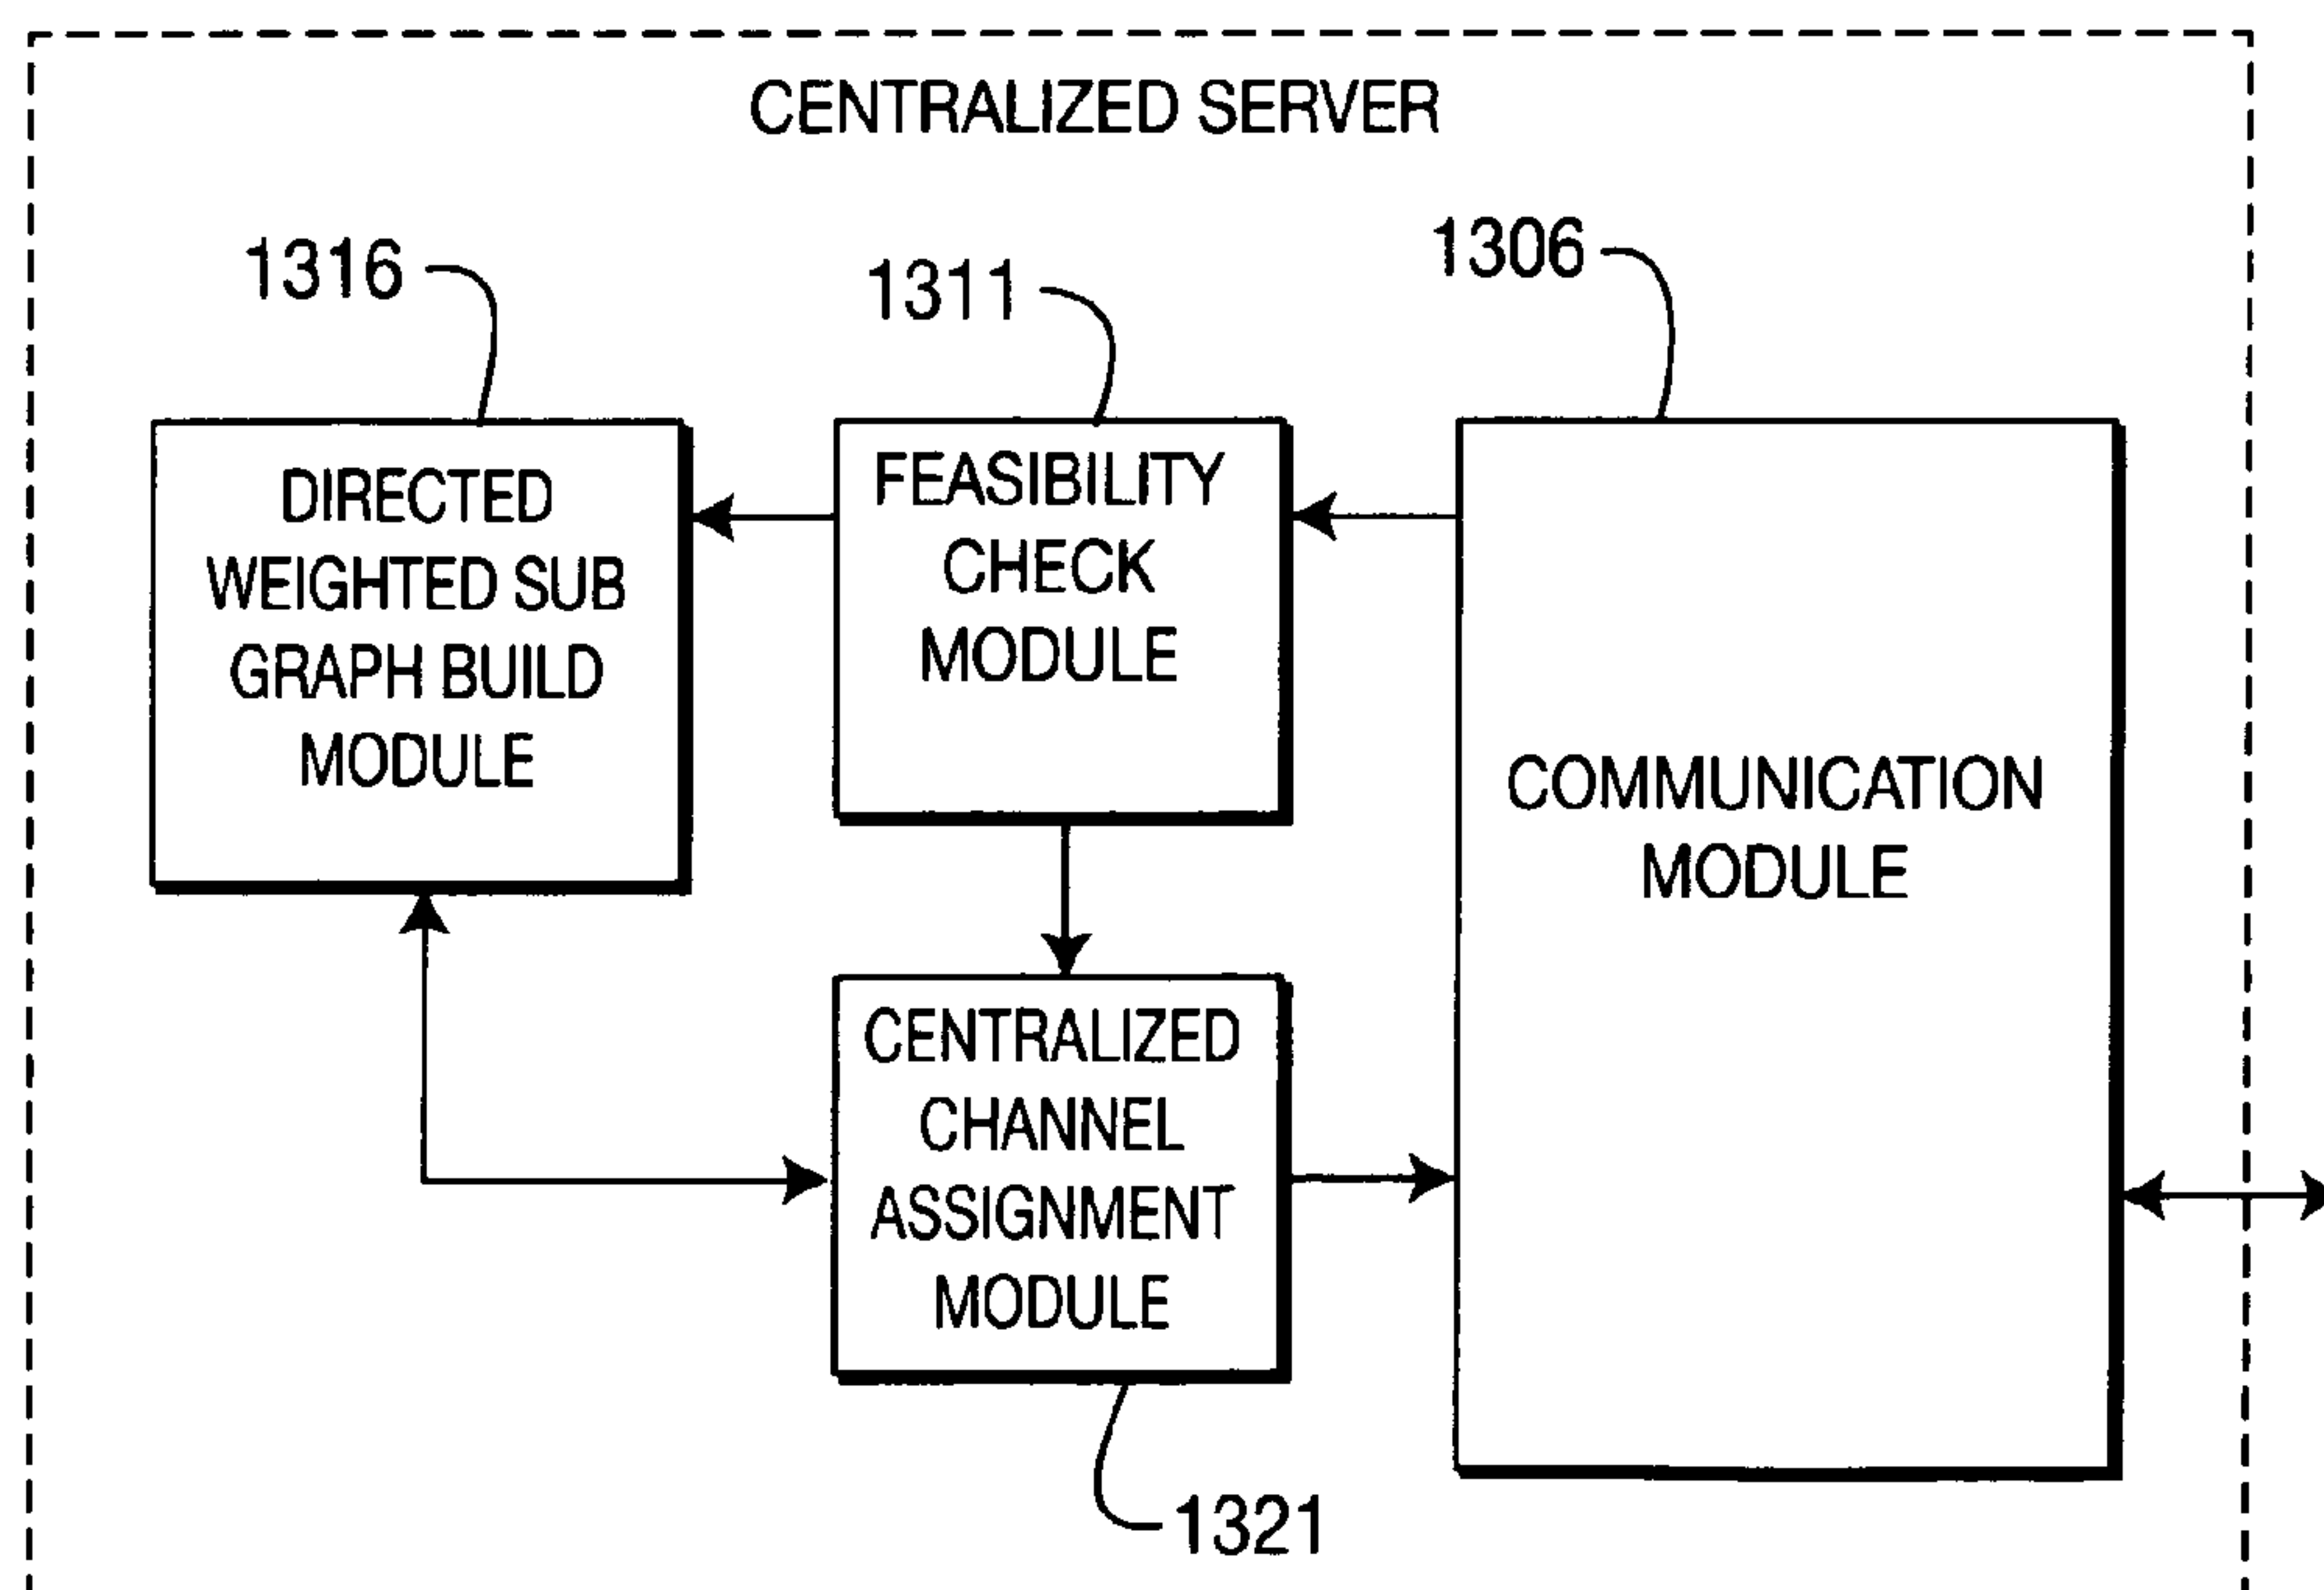 CENTRALIZED SERVER
1316
1311
1306
DIRECTED
WEIGHTED SUB
GRAPH BUILD
MODULE
FEASIBILITY
CHECK
MODULE
COMMUNICATION
MODULE
CENTRALIZED
CHANNEL
ASSIGNMENT
MODULE
1321